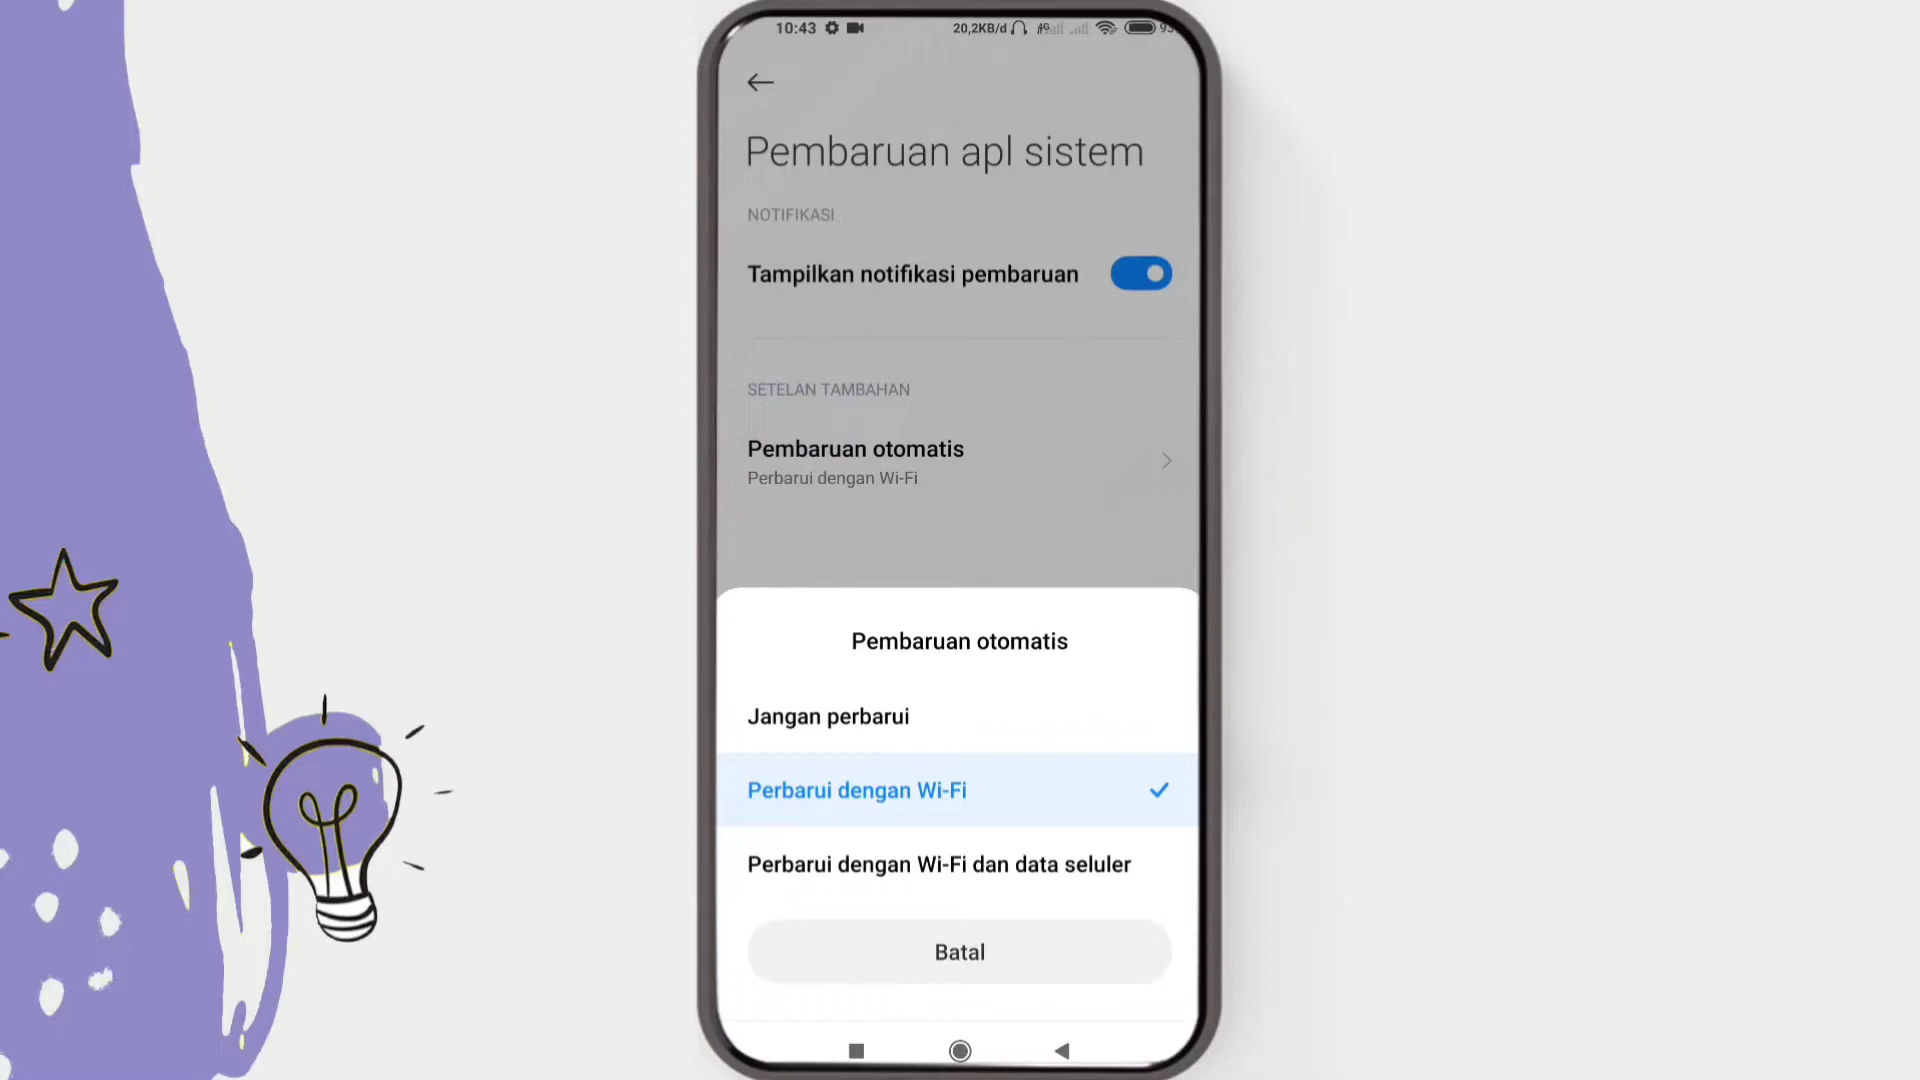 10:43 20,2KB/d 4G
Pembaruan apl sistem
NOTIFIKASI
Tampilkan notifikasi pembaruan
SETELAN TAMBAHAN
Pembaruan otomatis
Perbarui dengan Wi-Fi
Pembaruan otomatis
Jangan perbarui
Perbarui dengan Wi-Fi
Perbarui dengan Wi-Fi dan data seluler
Batal